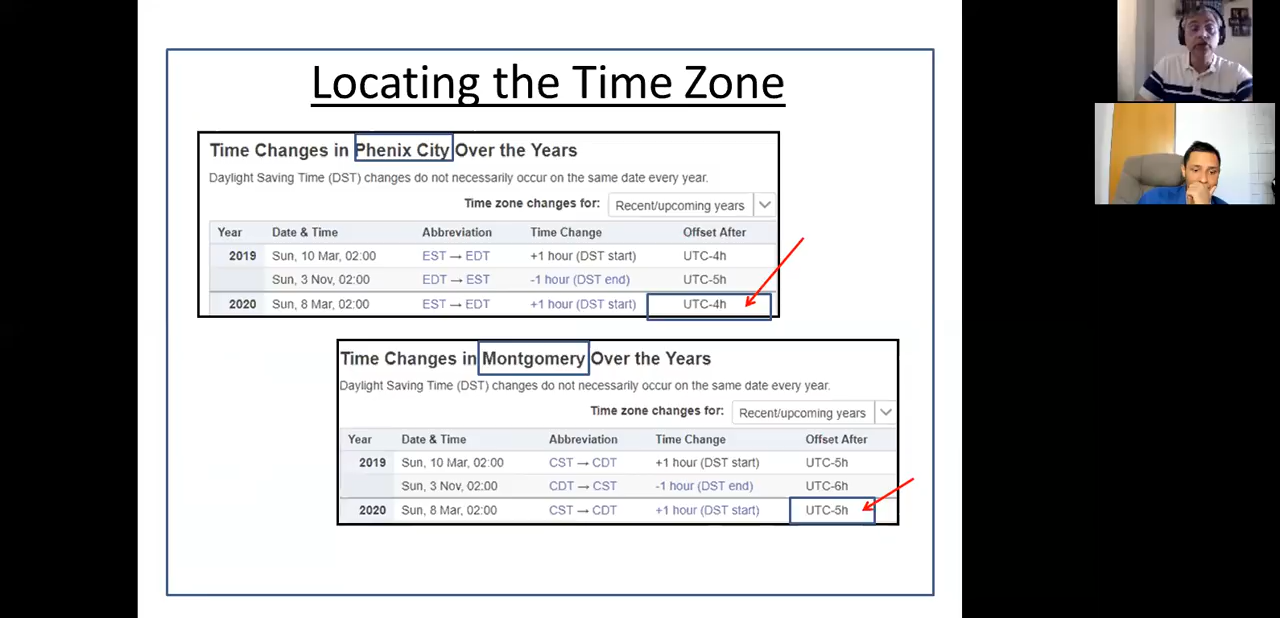 Locating the Time Zone
Time Changes in Phenix City Over the Years
Daylight Saving Time (DST) changes do not necessarily occur on the same date every year.
Time zone changes for: Recent/upcoming years
Year Date & Time Abbreviation Time Change Offset After
2019 Sun, 10 Mar, 02:00 EST → EDT +1 hour (DST start) UTC-4h
Sun, 3 Nov, 02:00 EDT → EST -1 hour (DST end) UTC-5h
2020 Sun, 8 Mar, 02:00 EST → EDT +1 hour (DST start) UTC-4h
Time Changes in Montgomery Over the Years
Daylight Saving Time (DST) changes do not necessarily occur on the same date every year.
Time zone changes for: Recent/upcoming years
Year Date & Time Abbreviation Time Change Offset After
2019 Sun, 10 Mar, 02:00 CST → CDT +1 hour (DST start) UTC-5h
Sun, 3 Nov, 02:00 CDT → CST -1 hour (DST end) UTC-6h
2020 Sun, 8 Mar, 02:00 CST → CDT +1 hour (DST start) UTC-5h